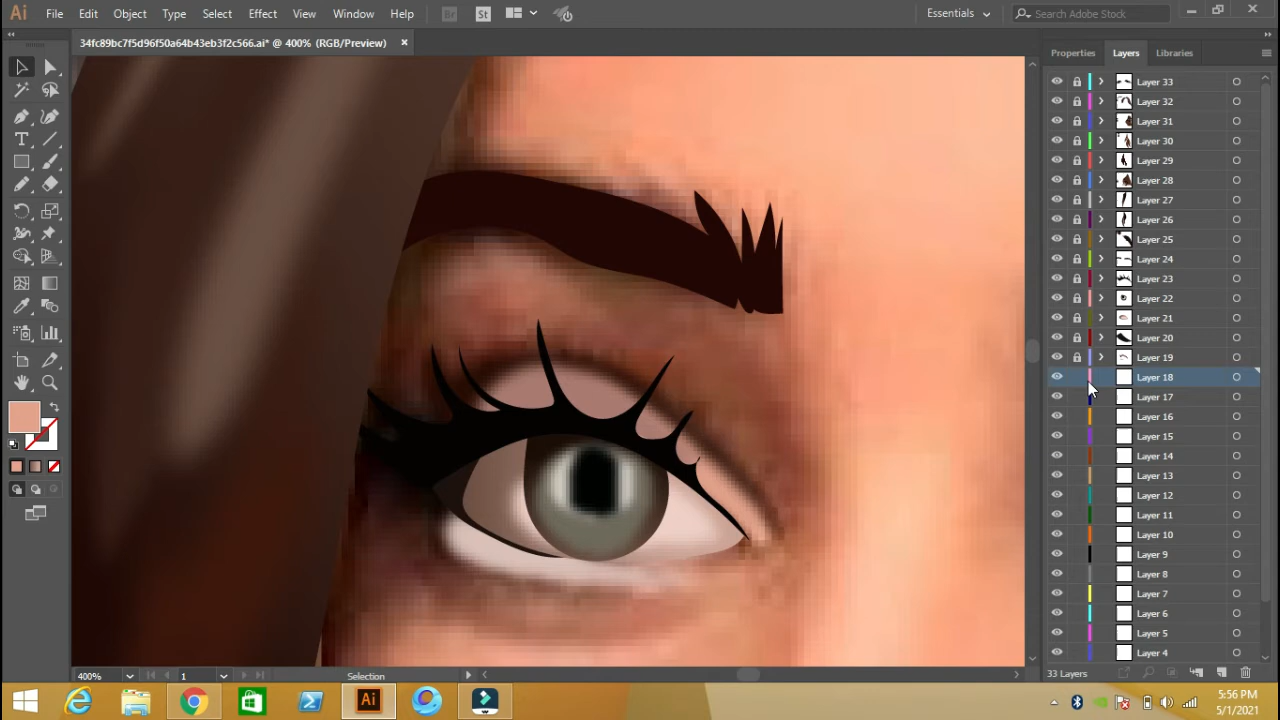 Ai File Edit Object Type Select Effect View Window Help Br St Essentials Search Adobe Stock
34fc89bc7f5d96f50a64b43eb3f2c566.ai* @ 400% (RGB/Preview) Properties Layers Libraries
Layer 33
Layer 32
Layer 31
Layer 30
Layer 29
Layer 28
Layer 27
Layer 26
Layer 25
Layer 24
Layer 23
Layer 22
Layer 21
Layer 20
Layer 19
Layer 18
Layer 17
Layer 16
Layer 15
Layer 14
Layer 13
Layer 12
Layer 11
Layer 10
Layer 9
Layer 8
Layer 7
Layer 6
Layer 5
Layer 4
400% 1 Selection 33 Layers
Ai 5:56 PM
5/1/2021